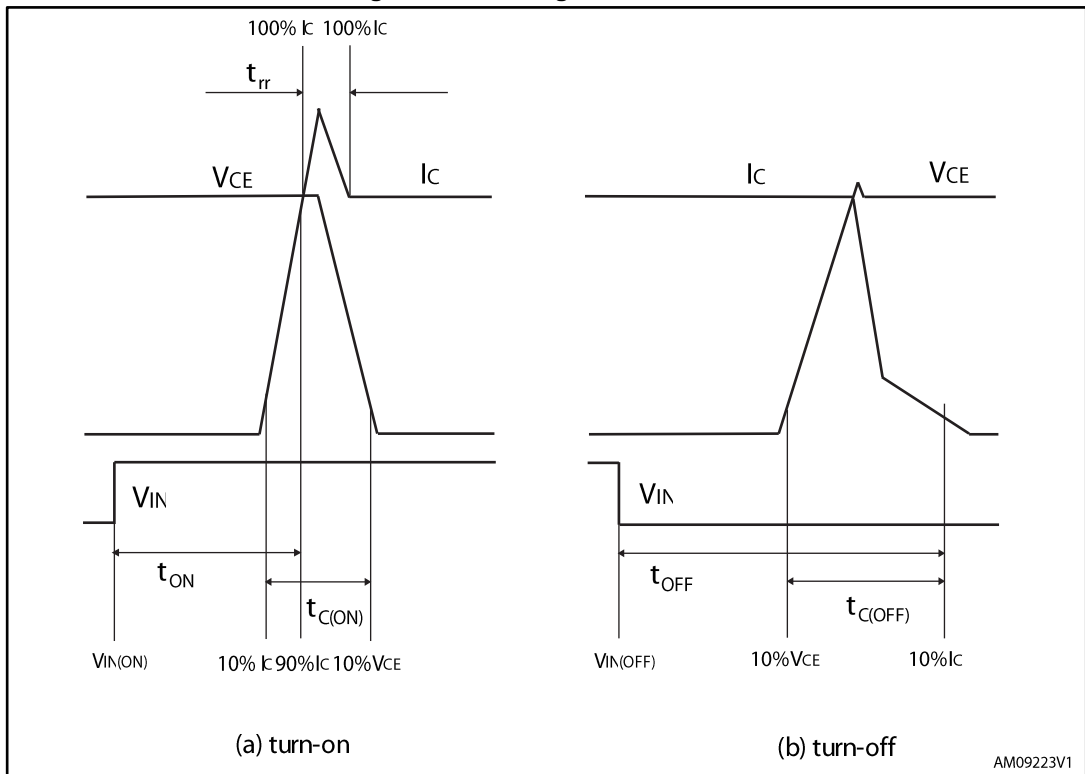 100% IC 100% IC
trr
VCE
IC
VIN
tON
tC(ON)
VIN(ON)
10% IC 90% IC 10% VCE
(a) turn-on
IC
VCE
VIN
tOFF
tC(OFF)
VIN(OFF)
10% VCE
10% IC
(b) turn-off
AM09223V1